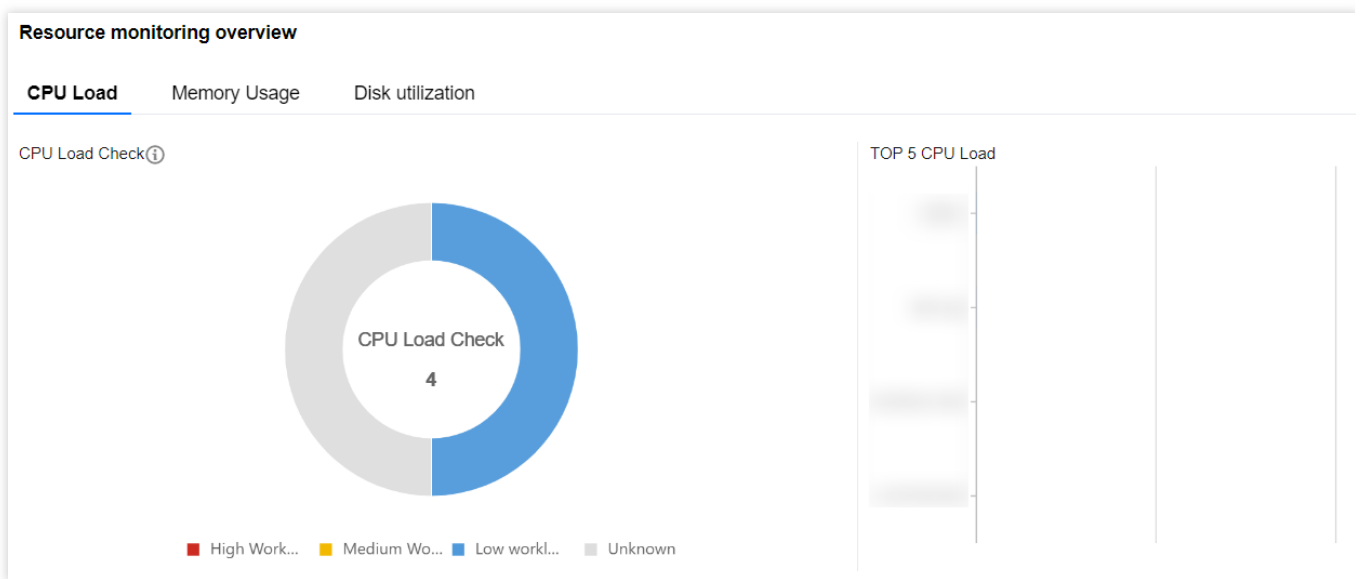 Resource monitoring overview
CPU Load Memory Usage Disk utilization
CPU Load Check
TOP 5 CPU Load
CPU Load Check
4
High Work... Medium Wo... Low workl... Unknown